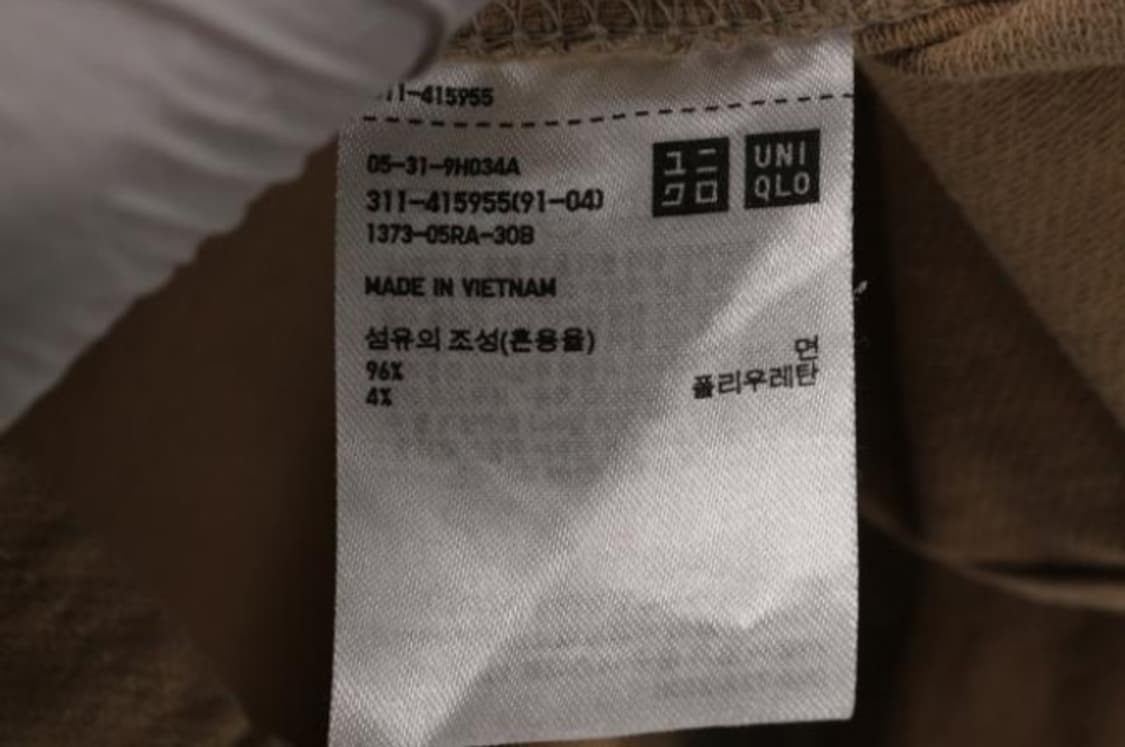 311-415955
05-31-9H034A
ユニ UNI
クロ QLO
311-415955(91-04)
1373-05RA-30B
MADE IN VIETNAM
섬유의 조성(혼용율)
96% 면
4% 폴리우레탄